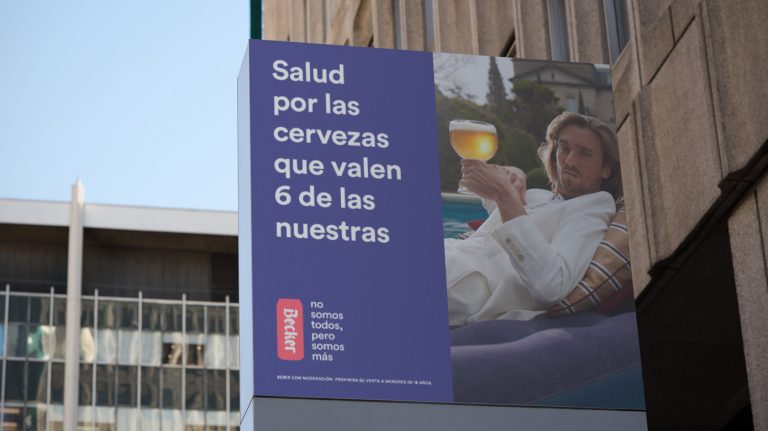 Salud
por las
cervezas
que valen
6 de las
nuestras
Becker
no
somos
todos,
pero
somos
más
BEBER CON MODERACIÓN. PROHIBIDA SU VENTA A MENORES DE 18 AÑOS.